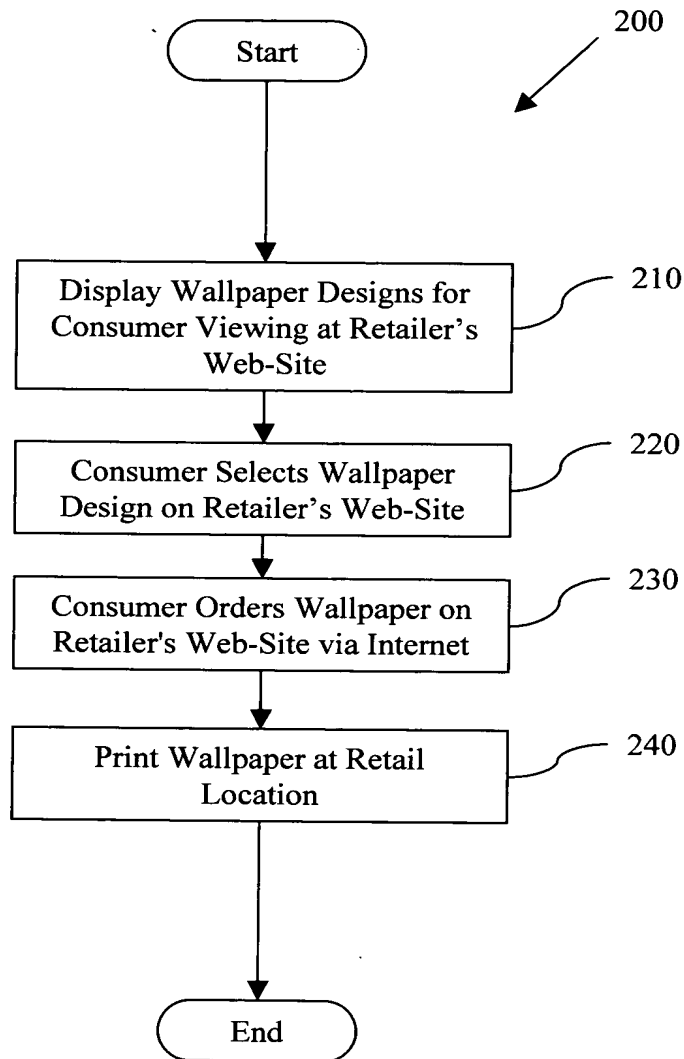 200
Start
Display Wallpaper Designs for
Consumer Viewing at Retailer’s
Web-Site
210
Consumer Selects Wallpaper
Design on Retailer’s Web-Site
220
Consumer Orders Wallpaper on
Retailer's Web-Site via Internet
230
Print Wallpaper at Retail
Location
240
End